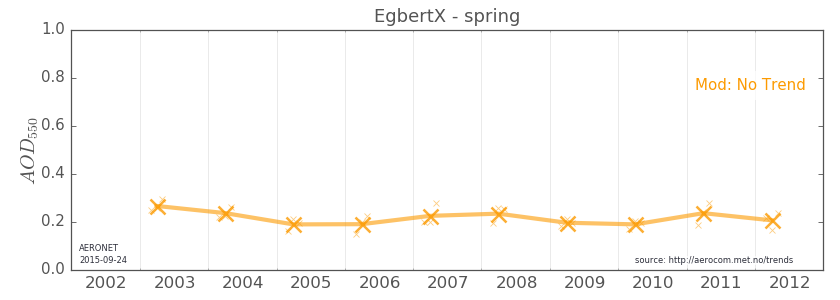 EgbertX - spring
1.0
0.8
0.6
0.4
0.2
0.0
AOD550
Mod: No Trend
AERONET
2015-09-24
source: http://aerocom.met.no/trends
2002 2003 2004 2005 2006 2007 2008 2009 2010 2011 2012